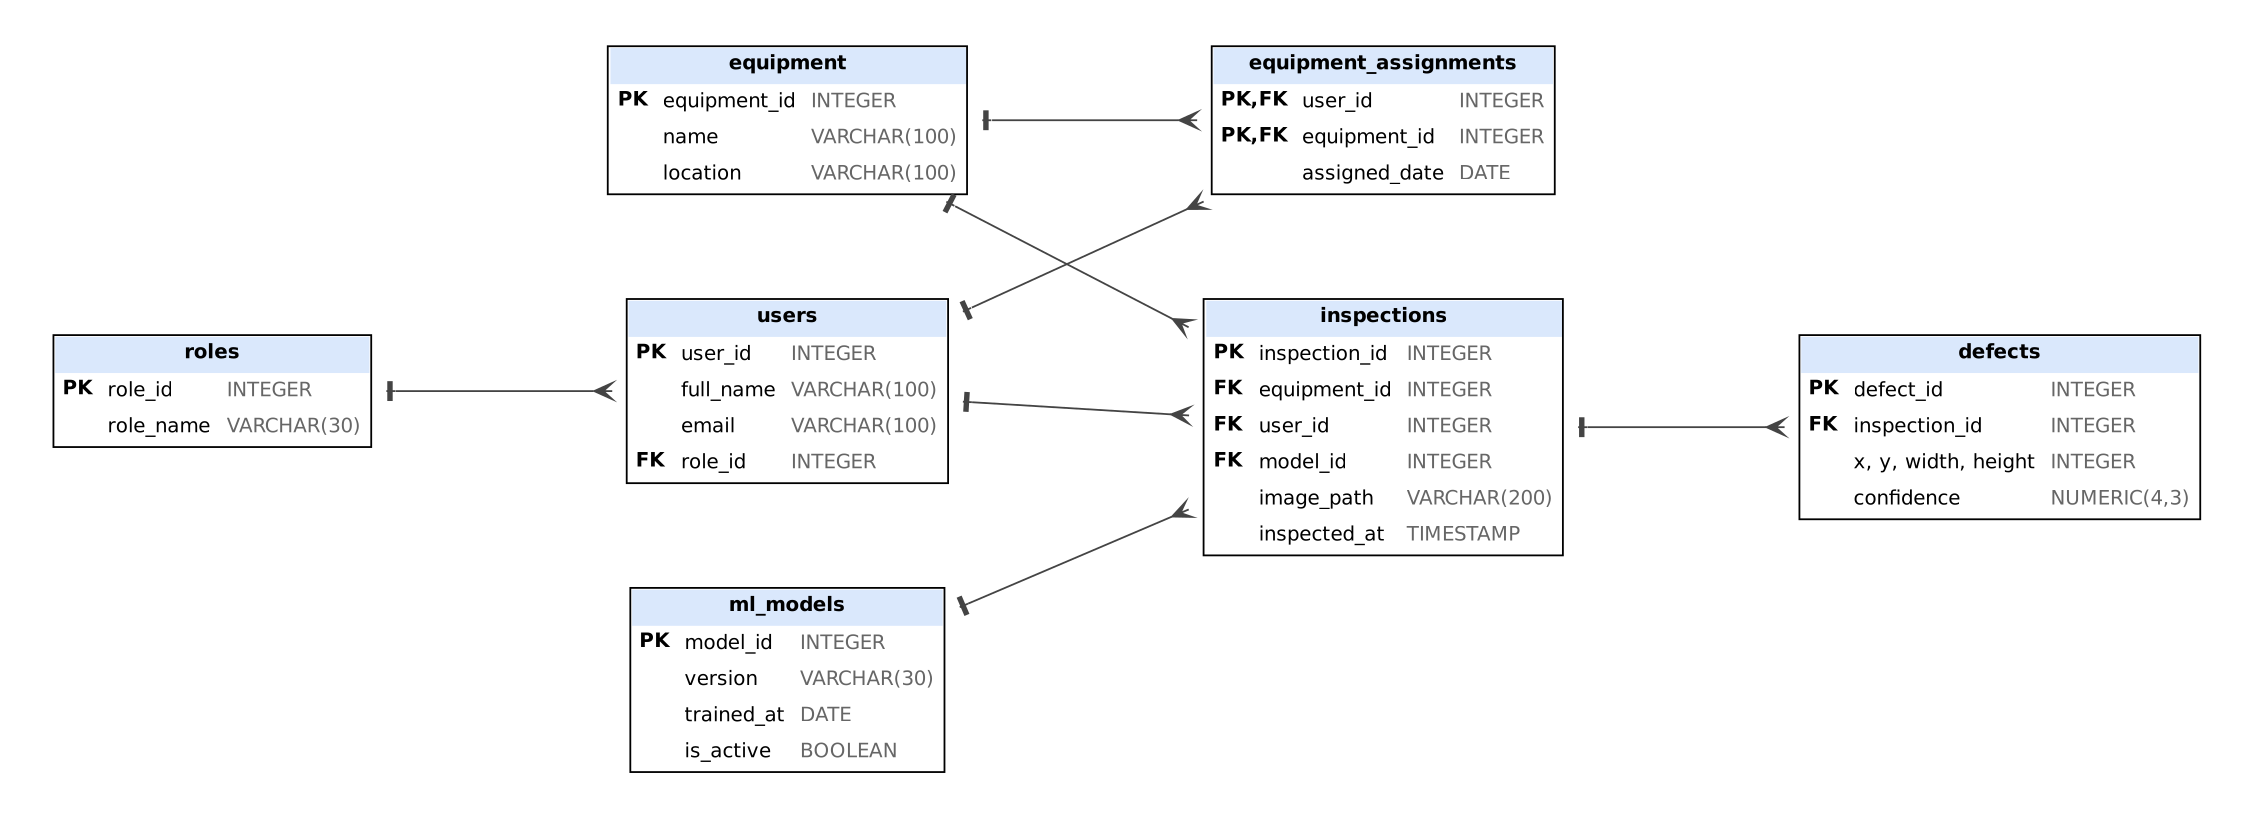 equipment
PK equipment_id INTEGER
name VARCHAR(100)
location VARCHAR(100)
equipment_assignments
PK,FK user_id INTEGER
PK,FK equipment_id INTEGER
assigned_date DATE
roles
PK role_id INTEGER
role_name VARCHAR(30)
users
PK user_id INTEGER
full_name VARCHAR(100)
email VARCHAR(100)
FK role_id INTEGER
inspections
PK inspection_id INTEGER
FK equipment_id INTEGER
FK user_id INTEGER
FK model_id INTEGER
image_path VARCHAR(200)
inspected_at TIMESTAMP
defects
PK defect_id INTEGER
FK inspection_id INTEGER
x, y, width, height INTEGER
confidence NUMERIC(4,3)
ml_models
PK model_id INTEGER
version VARCHAR(30)
trained_at DATE
is_active BOOLEAN